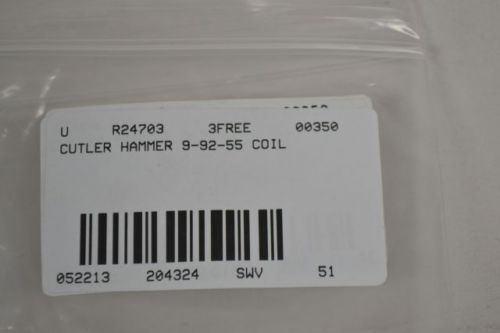 U R24703 3FREE 00350
CUTLER HAMMER 9-92-55 COIL
052213 204324 SWV 51